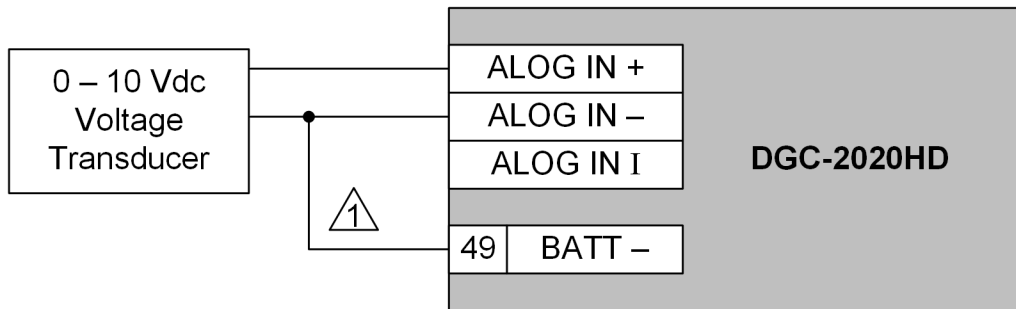 0 – 10 Vdc
Voltage
Transducer
ALOG IN +
ALOG IN –
ALOG IN I
DGC-2020HD
1
49 BATT –